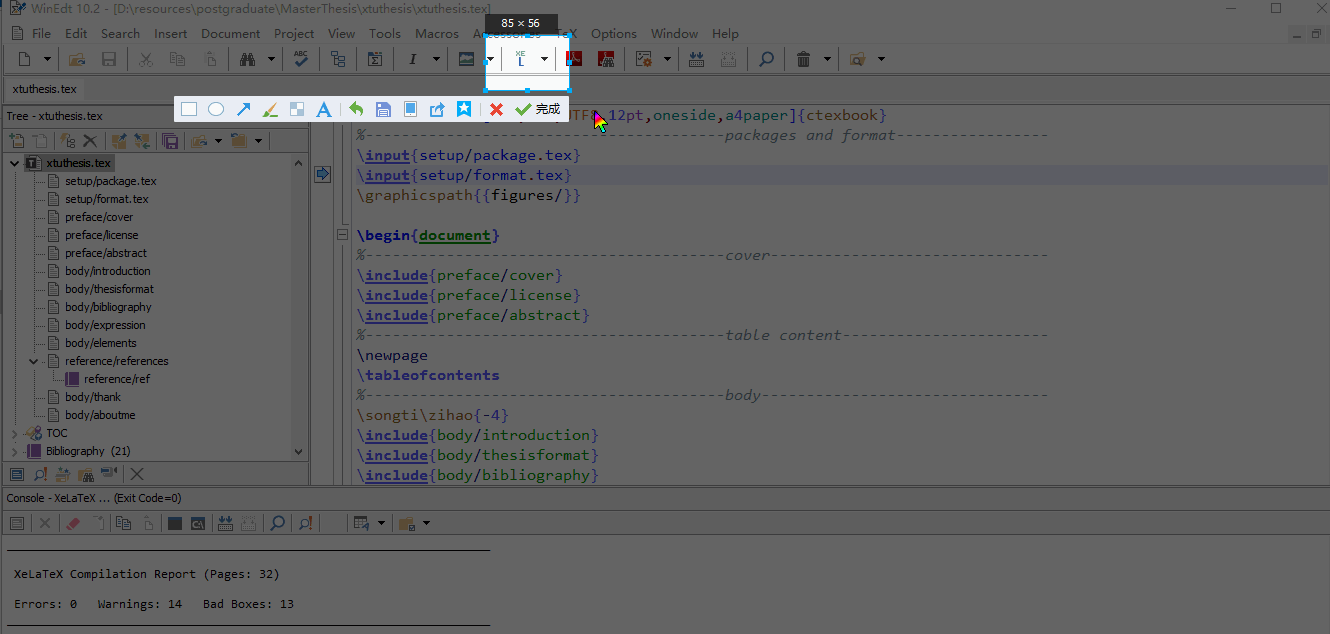 WinEdt 10.2 - [D:\resources\postgraduate\MasterThesis\xtuthesis\xtuthesis.tex]
85 × 56
File Edit Search Insert Document Project View Tools Macros Accessories TeX Options Window Help
ABC
I
XE
L
xtuthesis.tex
完成
Tree - xtuthesis.tex
UTF8,12pt,oneside,a4paper]{ctexbook}
%----------------------------------------packages and format----------------
\input{setup/package.tex}
\input{setup/format.tex}
\graphicspath{{figures/}}
\begin{document}
%----------------------------------------cover-------------------------------
\include{preface/cover}
\include{preface/license}
\include{preface/abstract}
%----------------------------------------table content-----------------------
\newpage
\tableofcontents
%----------------------------------------body--------------------------------
\songti\zihao{-4}
\include{body/introduction}
\include{body/thesisformat}
\include{body/bibliography}
xtuthesis.tex
setup/package.tex
setup/format.tex
preface/cover
preface/license
preface/abstract
body/introduction
body/thesisformat
body/bibliography
body/expression
body/elements
reference/references
reference/ref
body/thank
body/aboutme
TOC
Bibliography (21)
Console - XeLaTeX ... (Exit Code=0)
XeLaTeX Compilation Report (Pages: 32)
Errors: 0 Warnings: 14 Bad Boxes: 13